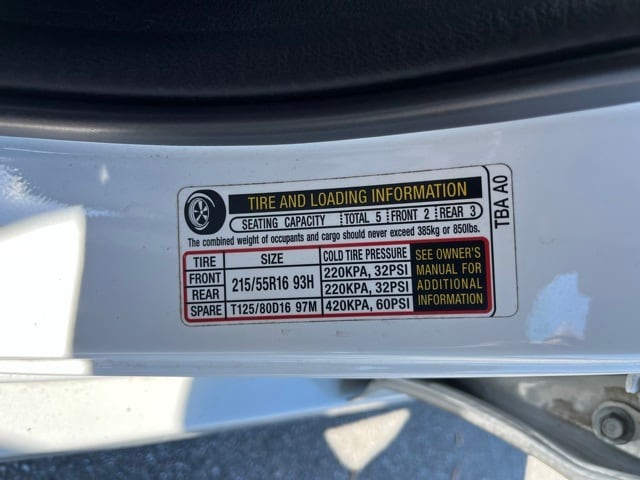 TIRE AND LOADING INFORMATION
SEATING CAPACITY TOTAL 5 FRONT 2 REAR 3
The combined weight of occupants and cargo should never exceed 385kg or 850lbs.
TIRE SIZE COLD TIRE PRESSURE
FRONT 215/55R16 93H 220KPA, 32PSI
REAR 220KPA, 32PSI
SPARE T125/80D16 97M 420KPA, 60PSI
SEE OWNER'S
MANUAL FOR
ADDITIONAL
INFORMATION
TBA A0